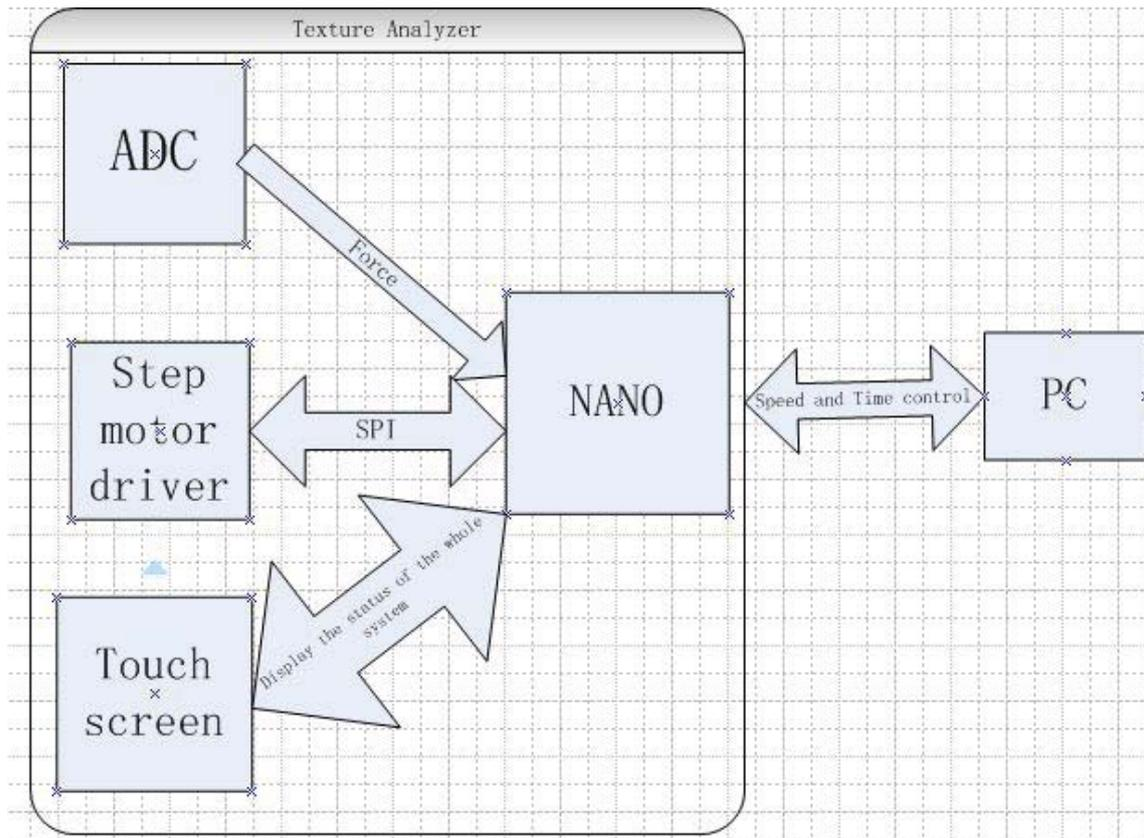 Texture Analyzer
ADC
Force
Step
motor
driver
SPI
NANO
Speed and Time control
PC
Display the status of the whole
system
Touch
screen